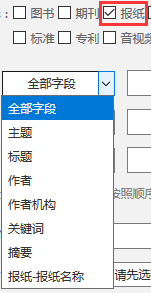 : 图书 期刊 报纸
标准 专利 音视频
全部字段
全部字段
主题
标题
作者
作者机构
关键词
按照顺序
摘要
报纸-报纸名称
请先选